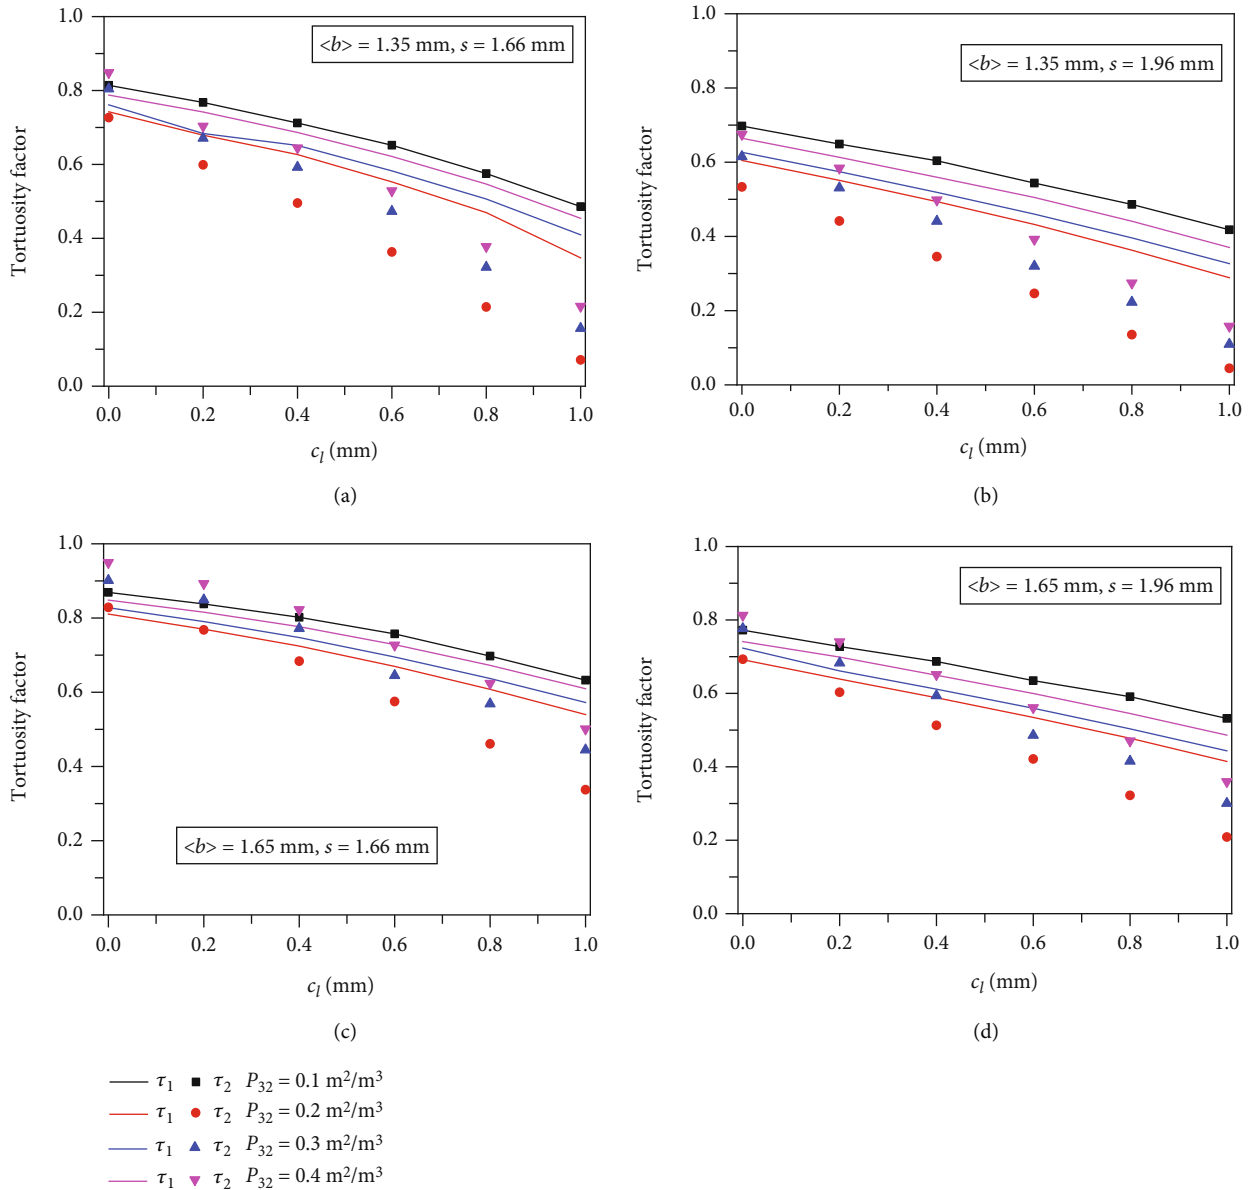 1.0
0.8
0.6
0.4
0.2
0.0
Tortuosity factor
<b> = 1.35 mm, s = 1.66 mm
0.0 0.2 0.4 0.6 0.8 1.0
c_l (mm)
(a)
1.0
0.8
0.6
0.4
0.2
0.0
Tortuosity factor
<b> = 1.35 mm, s = 1.96 mm
0.0 0.2 0.4 0.6 0.8 1.0
c_l (mm)
(b)
1.0
0.8
0.6
0.4
0.2
0.0
Tortuosity factor
<b> = 1.65 mm, s = 1.66 mm
0.0 0.2 0.4 0.6 0.8 1.0
c_l (mm)
(c)
1.0
0.8
0.6
0.4
0.2
0.0
Tortuosity factor
<b> = 1.65 mm, s = 1.96 mm
0.0 0.2 0.4 0.6 0.8 1.0
c_l (mm)
(d)
τ₁ τ₂ P₃₂ = 0.1 m²/m³
τ₁ τ₂ P₃₂ = 0.2 m²/m³
τ₁ τ₂ P₃₂ = 0.3 m²/m³
τ₁ τ₂ P₃₂ = 0.4 m²/m³